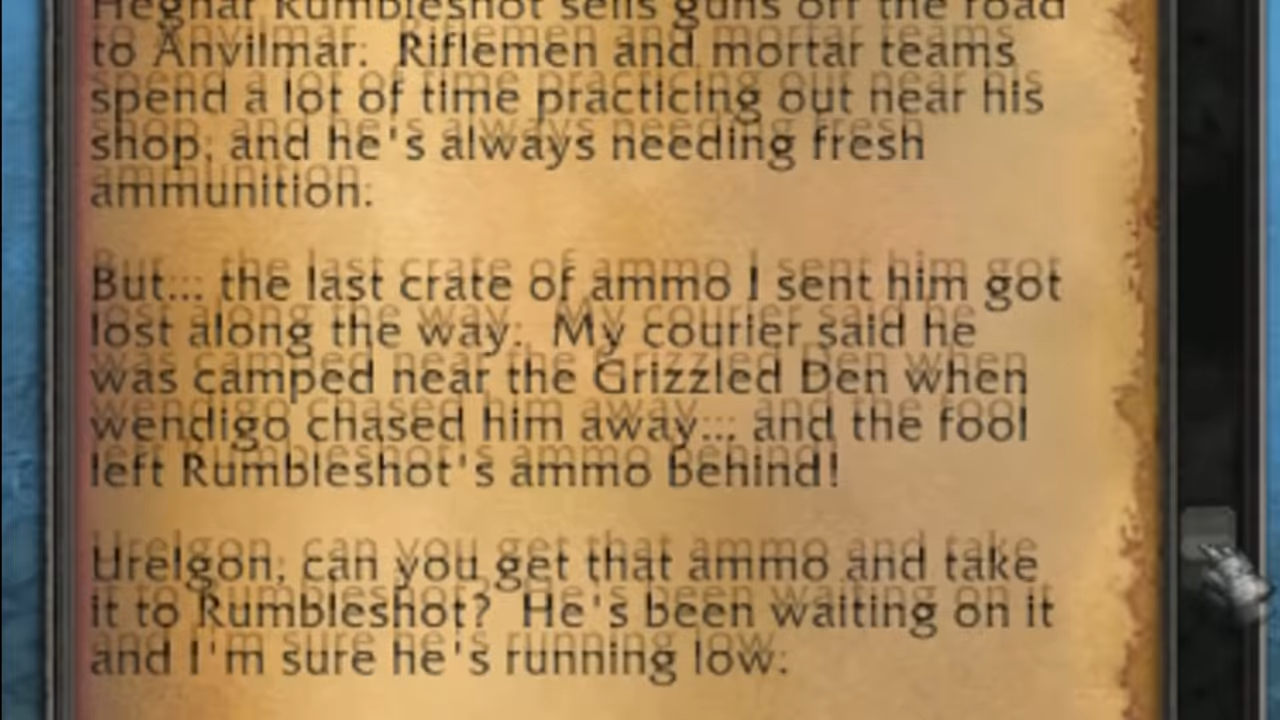 Hegnar Rumbleshot sells guns off the road
to Anvilmar.  Riflemen and mortar teams
spend a lot of time practicing out near his
shop, and he's always needing fresh
ammunition.
But... the last crate of ammo I sent him got
lost along the way.  My courier said he
was camped near the Grizzled Den when
wendigo chased him away... and the fool
left Rumbleshot's ammo behind!
Urelgon, can you get that ammo and take
it to Rumbleshot?  He's been waiting on it
and I'm sure he's running low.